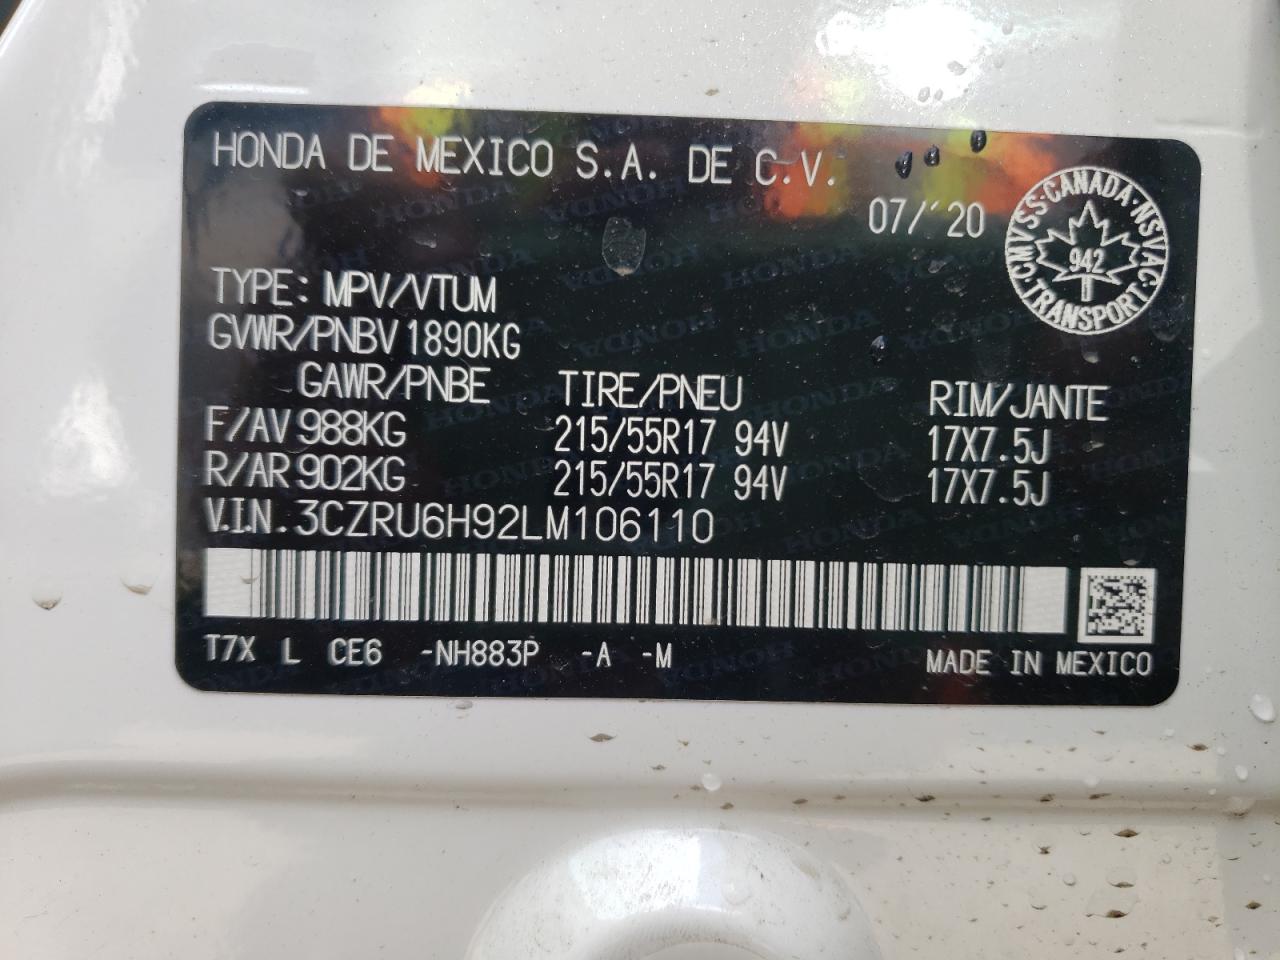 HONDA DE MEXICO S.A. DE C.V.
07/'20
CMVSS·CANADA·NSVAC·TRANSPORT·
942
TYPE: MPV/VTUM
GVWR/PNBV 1890KG
GAWR/PNBE TIRE/PNEU RIM/JANTE
F/AV 988KG 215/55R17 94V 17X7.5J
R/AR 902KG 215/55R17 94V 17X7.5J
V.I.N. 3CZRU6H92LM106110
T7X L CE6 -NH883P -A -M MADE IN MEXICO